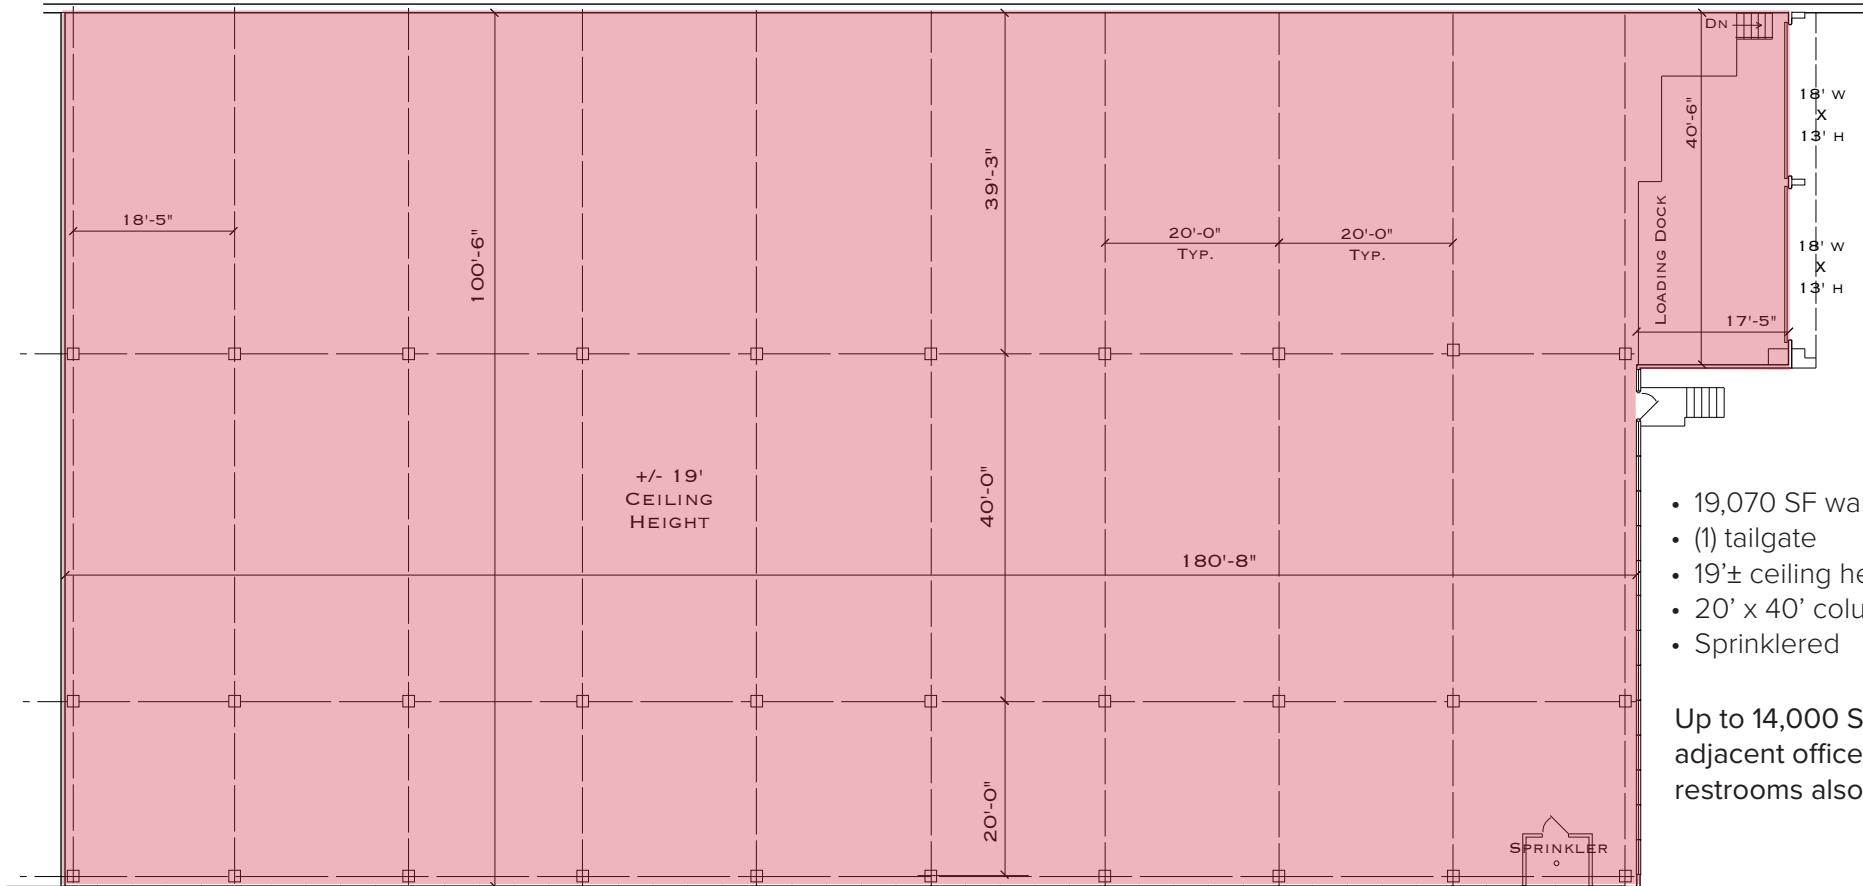 DN
18' W
X
13' H
40'-6"
39'-3"
18'-5"
100'-6"
20'-0"
TYP.
20'-0"
TYP.
LOADING DOCK
18' W
X
13' H
17'-5"
+/- 19'
CEILING
HEIGHT
40'-0"
180'-8"
• 19,070 SF wa
• (1) tailgate
• 19'± ceiling he
• 20' x 40' colu
• Sprinklered
Up to 14,000 S
adjacent office
restrooms also
20'-0"
SPRINKLER